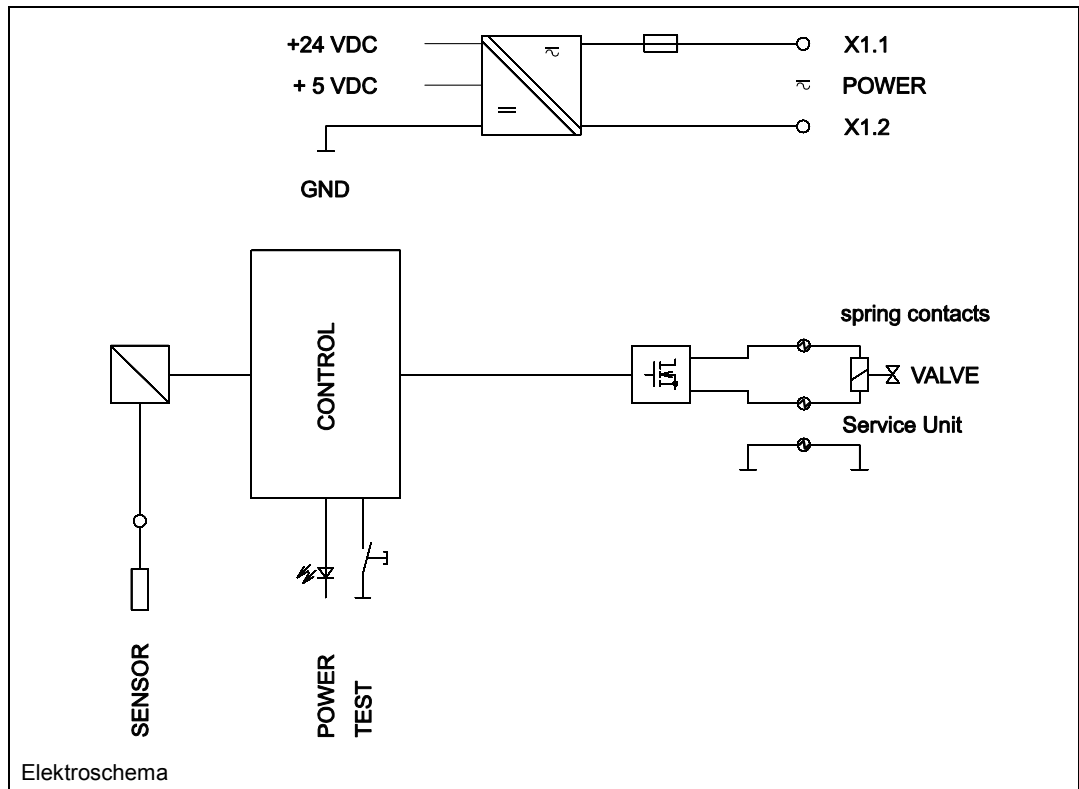 +24 VDC
X1.1
+ 5 VDC
POWER
X1.2
GND
CONTROL
spring contacts
VALVE
Service Unit
SENSOR
POWER
TEST
Elektroschema